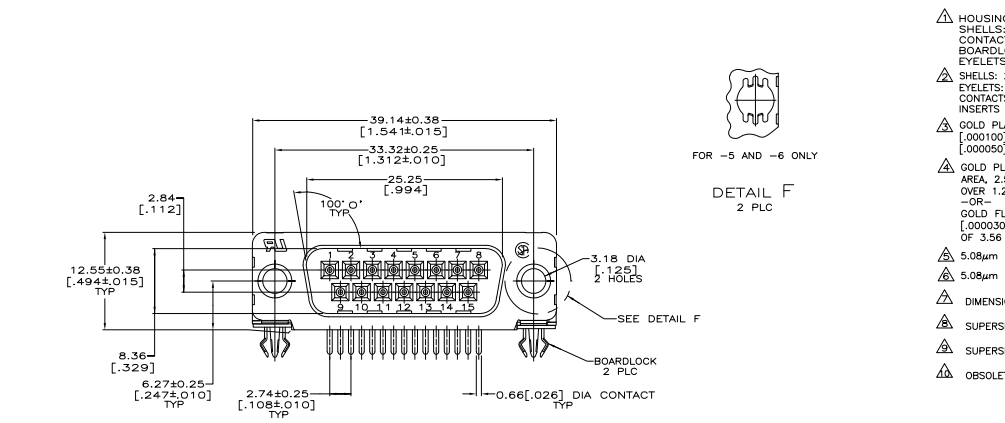 39.14±0.38
[1.541±.015]
33.32±0.25
[1.312±.010]
25.25
[.994]
2.84
[.112]
100°0'
TYP
12.55±0.38
[.494±.015]
TYP
1 2 3 4 5 6 7 8
9 10 11 12 13 14 15
3.18 DIA
[.125]
2 HOLES
SEE DETAIL F
8.36
[.329]
6.27±0.25
[.247±.010]
TYP
2.74±0.25
[.108±.010]
TYP
BOARDLOCK
2 PLC
0.66[.026] DIA CONTACT
TYP
FOR -5 AND -6 ONLY
DETAIL F
2 PLC
1 HOUSING
SHELLS:
CONTACT
BOARDL
EYELETS
2 SHELLS:
EYELETS:
CONTACTS
INSERTS
3 GOLD PLA
[.000100]
[.000050]
4 GOLD PL
AREA, 2.5
OVER 1.2
-OR-
GOLD FL
[.000030
OF 3.56
5 5.08µm
6 5.08µm
7 DIMENSI
8 SUPERS
9 SUPERS
10 OBSOLET